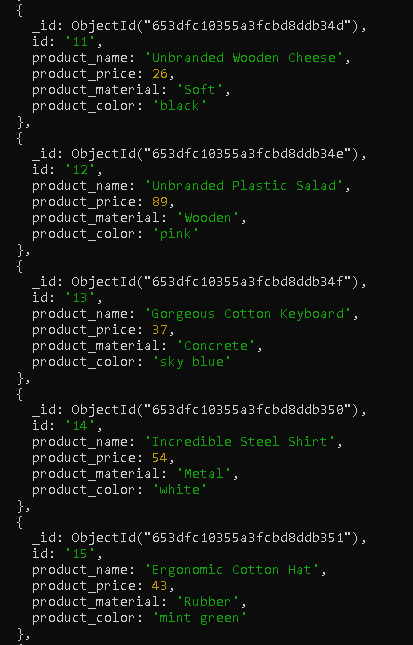 {
_id: ObjectId("653dfc10355a3fcbd8ddb34d"),
id: '11',
product_name: 'Unbranded Wooden Cheese',
product_price: 26,
product_material: 'Soft',
product_color: 'black'
},
{
_id: ObjectId("653dfc10355a3fcbd8ddb34e"),
id: '12',
product_name: 'Unbranded Plastic Salad',
product_price: 89,
product_material: 'Wooden',
product_color: 'pink'
},
{
_id: ObjectId("653dfc10355a3fcbd8ddb34f"),
id: '13',
product_name: 'Gorgeous Cotton Keyboard',
product_price: 37,
product_material: 'Concrete',
product_color: 'sky blue'
},
{
_id: ObjectId("653dfc10355a3fcbd8ddb350"),
id: '14',
product_name: 'Incredible Steel Shirt',
product_price: 54,
product_material: 'Metal',
product_color: 'white'
},
{
_id: ObjectId("653dfc10355a3fcbd8ddb351"),
id: '15',
product_name: 'Ergonomic Cotton Hat',
product_price: 43,
product_material: 'Rubber',
product_color: 'mint green'
},